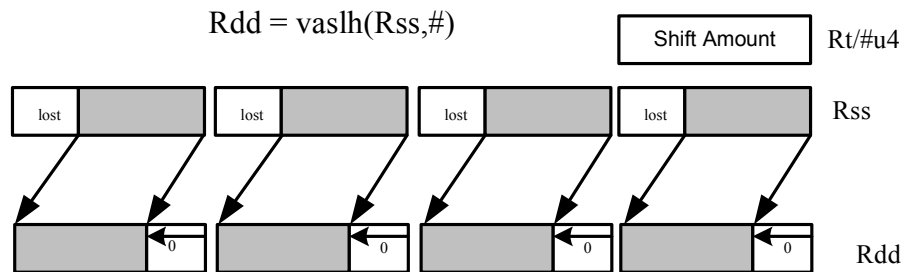 Rdd = vaslh(Rss,#)
Shift Amount Rt/#u4
lost lost lost lost Rss
0 0 0 0
Rdd